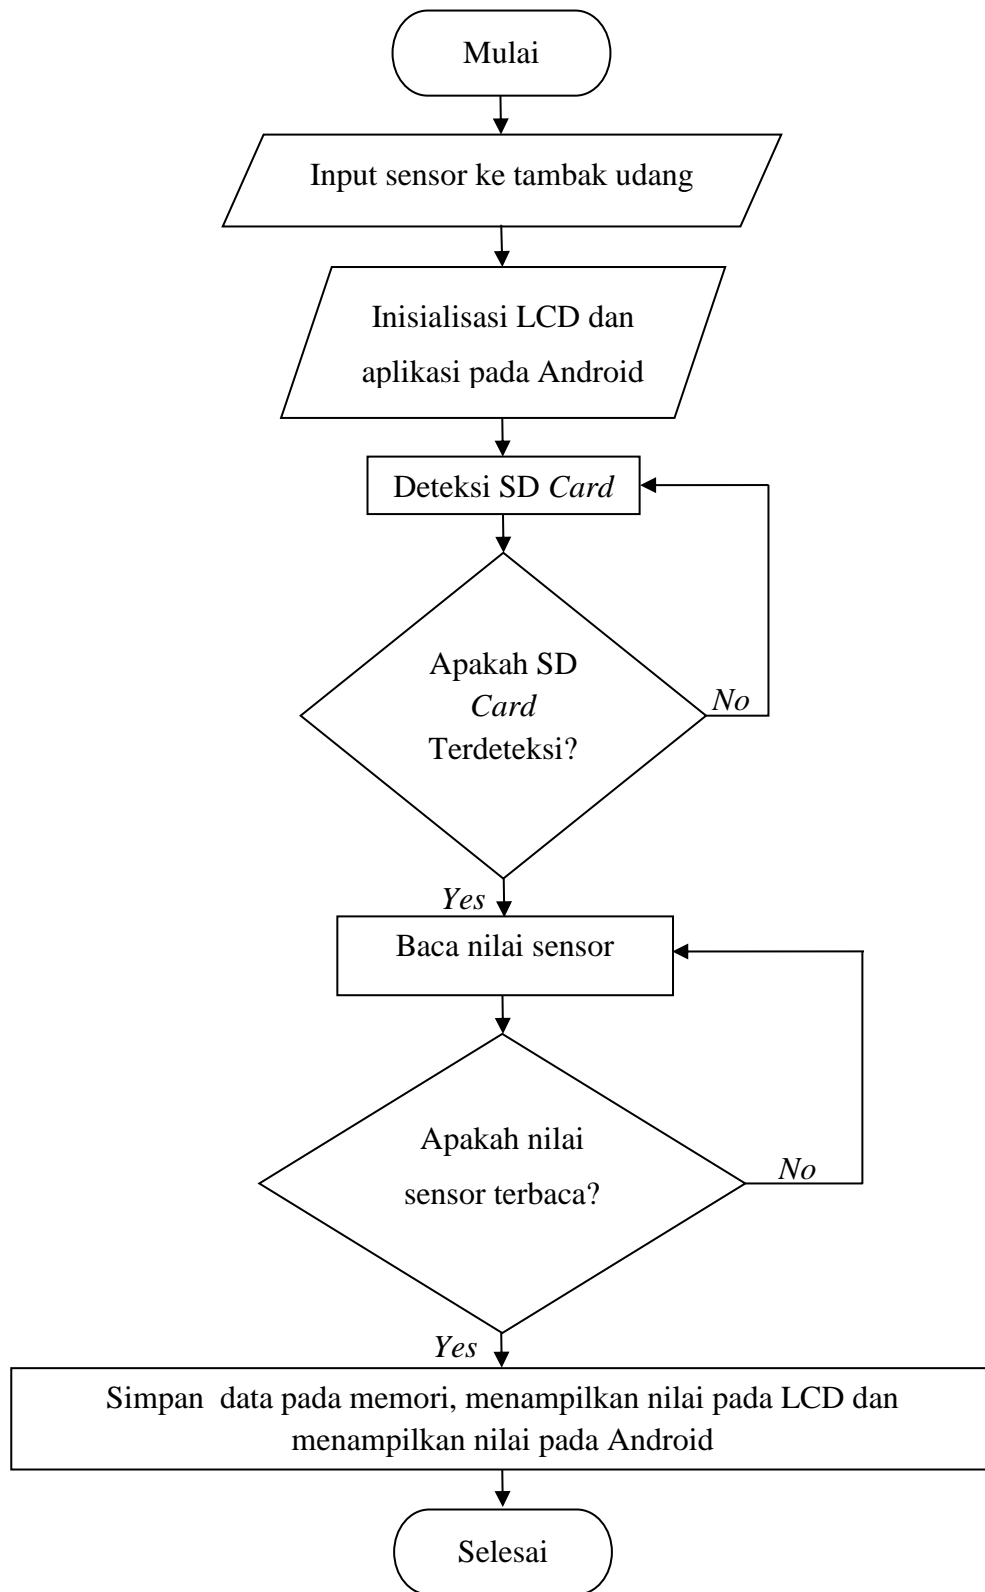 Mulai
Input sensor ke tambak udang
Inisialisasi LCD dan
aplikasi pada Android
Deteksi SD Card
Apakah SD
Card
Terdeteksi?
No
Yes
Baca nilai sensor
Apakah nilai
sensor terbaca?
No
Yes
Simpan  data pada memori, menampilkan nilai pada LCD dan
menampilkan nilai pada Android
Selesai